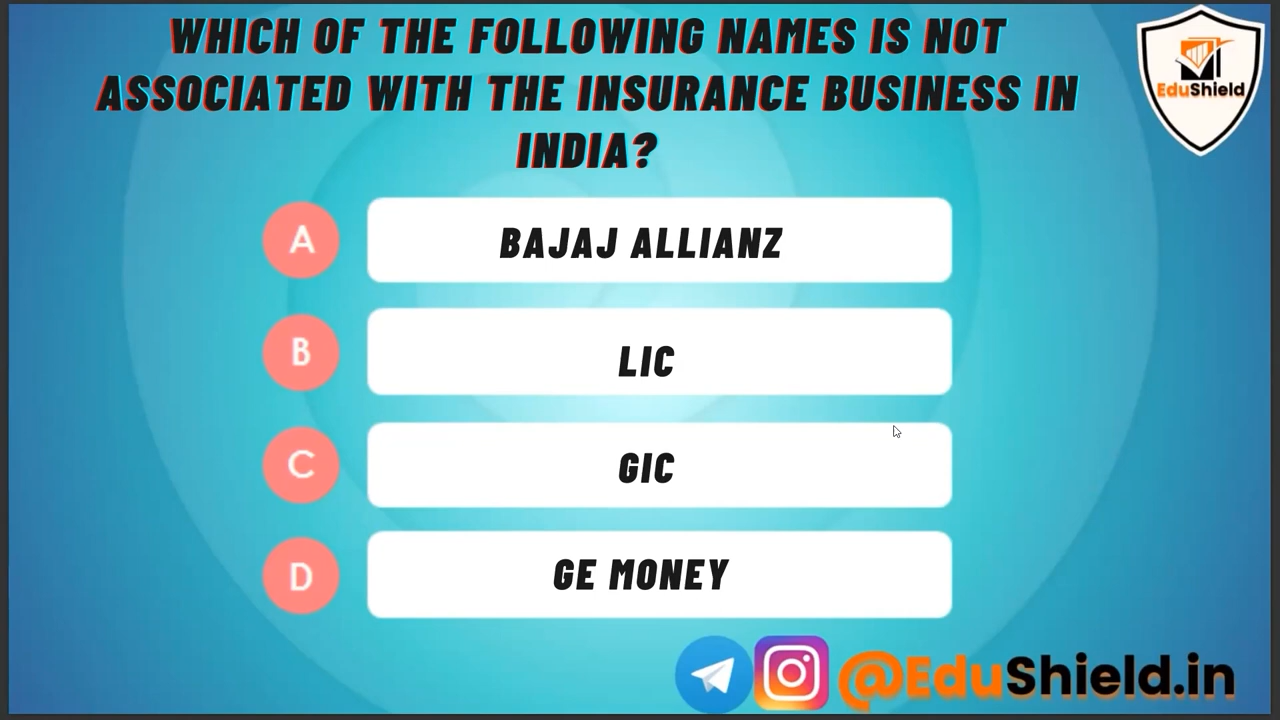 WHICH OF THE FOLLOWING NAMES IS NOT
ASSOCIATED WITH THE INSURANCE BUSINESS IN
INDIA?
EduShield
A
BAJAJ ALLIANZ
B
LIC
C
GIC
D
GE MONEY
@EduShield.in